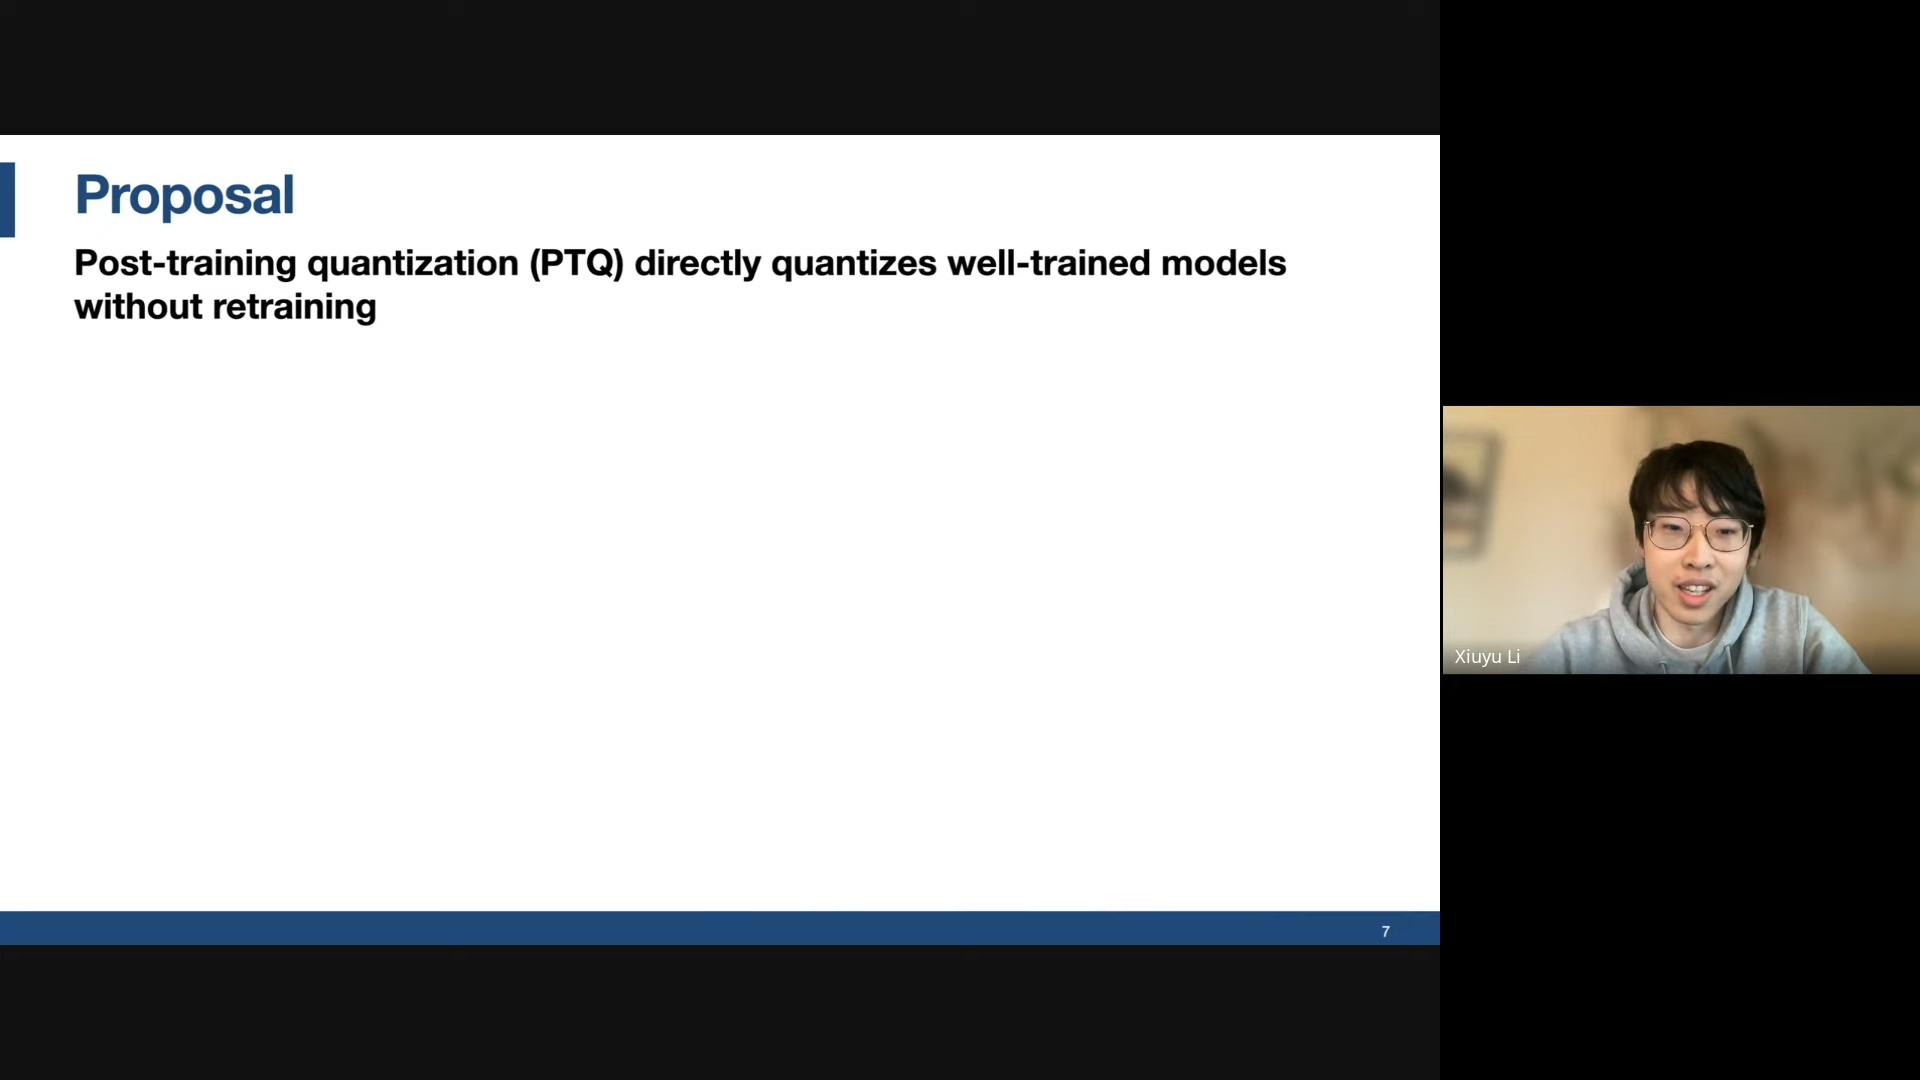 Proposal
Post-training quantization (PTQ) directly quantizes well-trained models
without retraining
7
Xiuyu Li